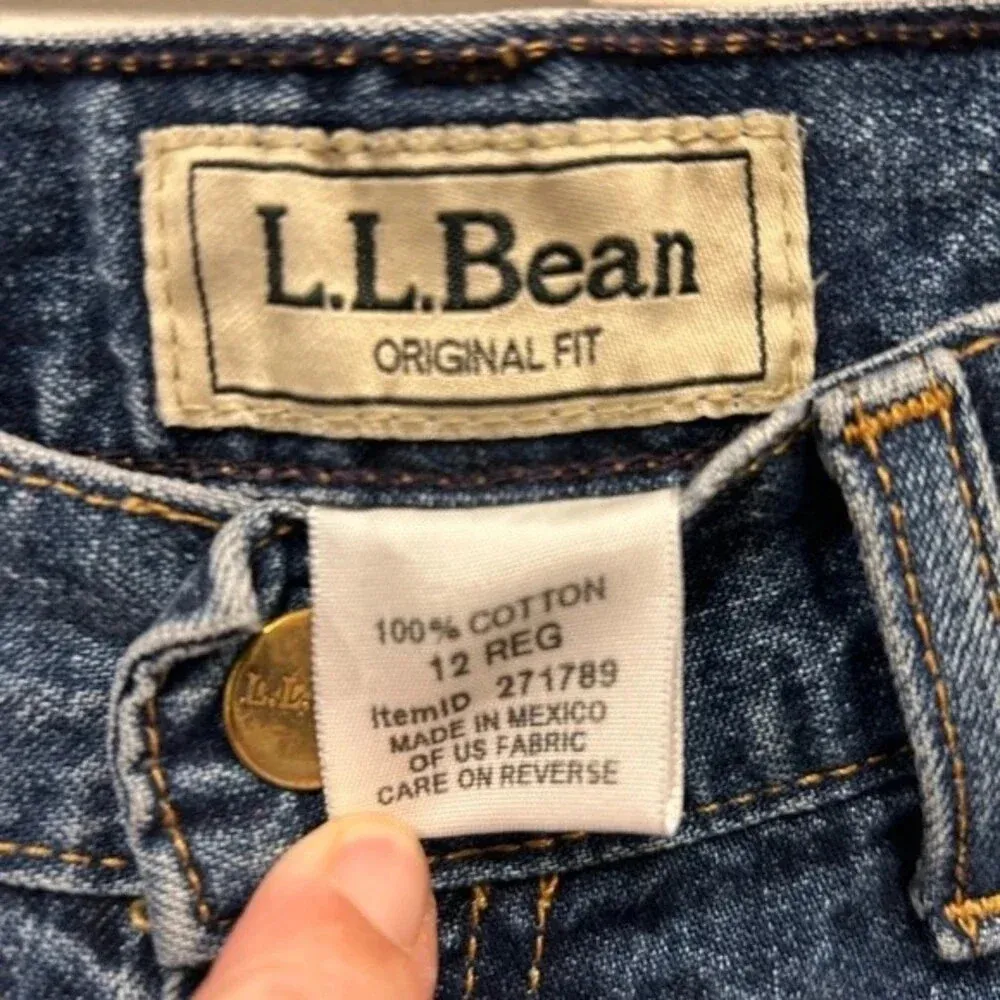 L.L.Bean
ORIGINAL FIT
100% COTTON
12 REG
ItemID 271789
MADE IN MEXICO
OF US FABRIC
CARE ON REVERSE
L.L.